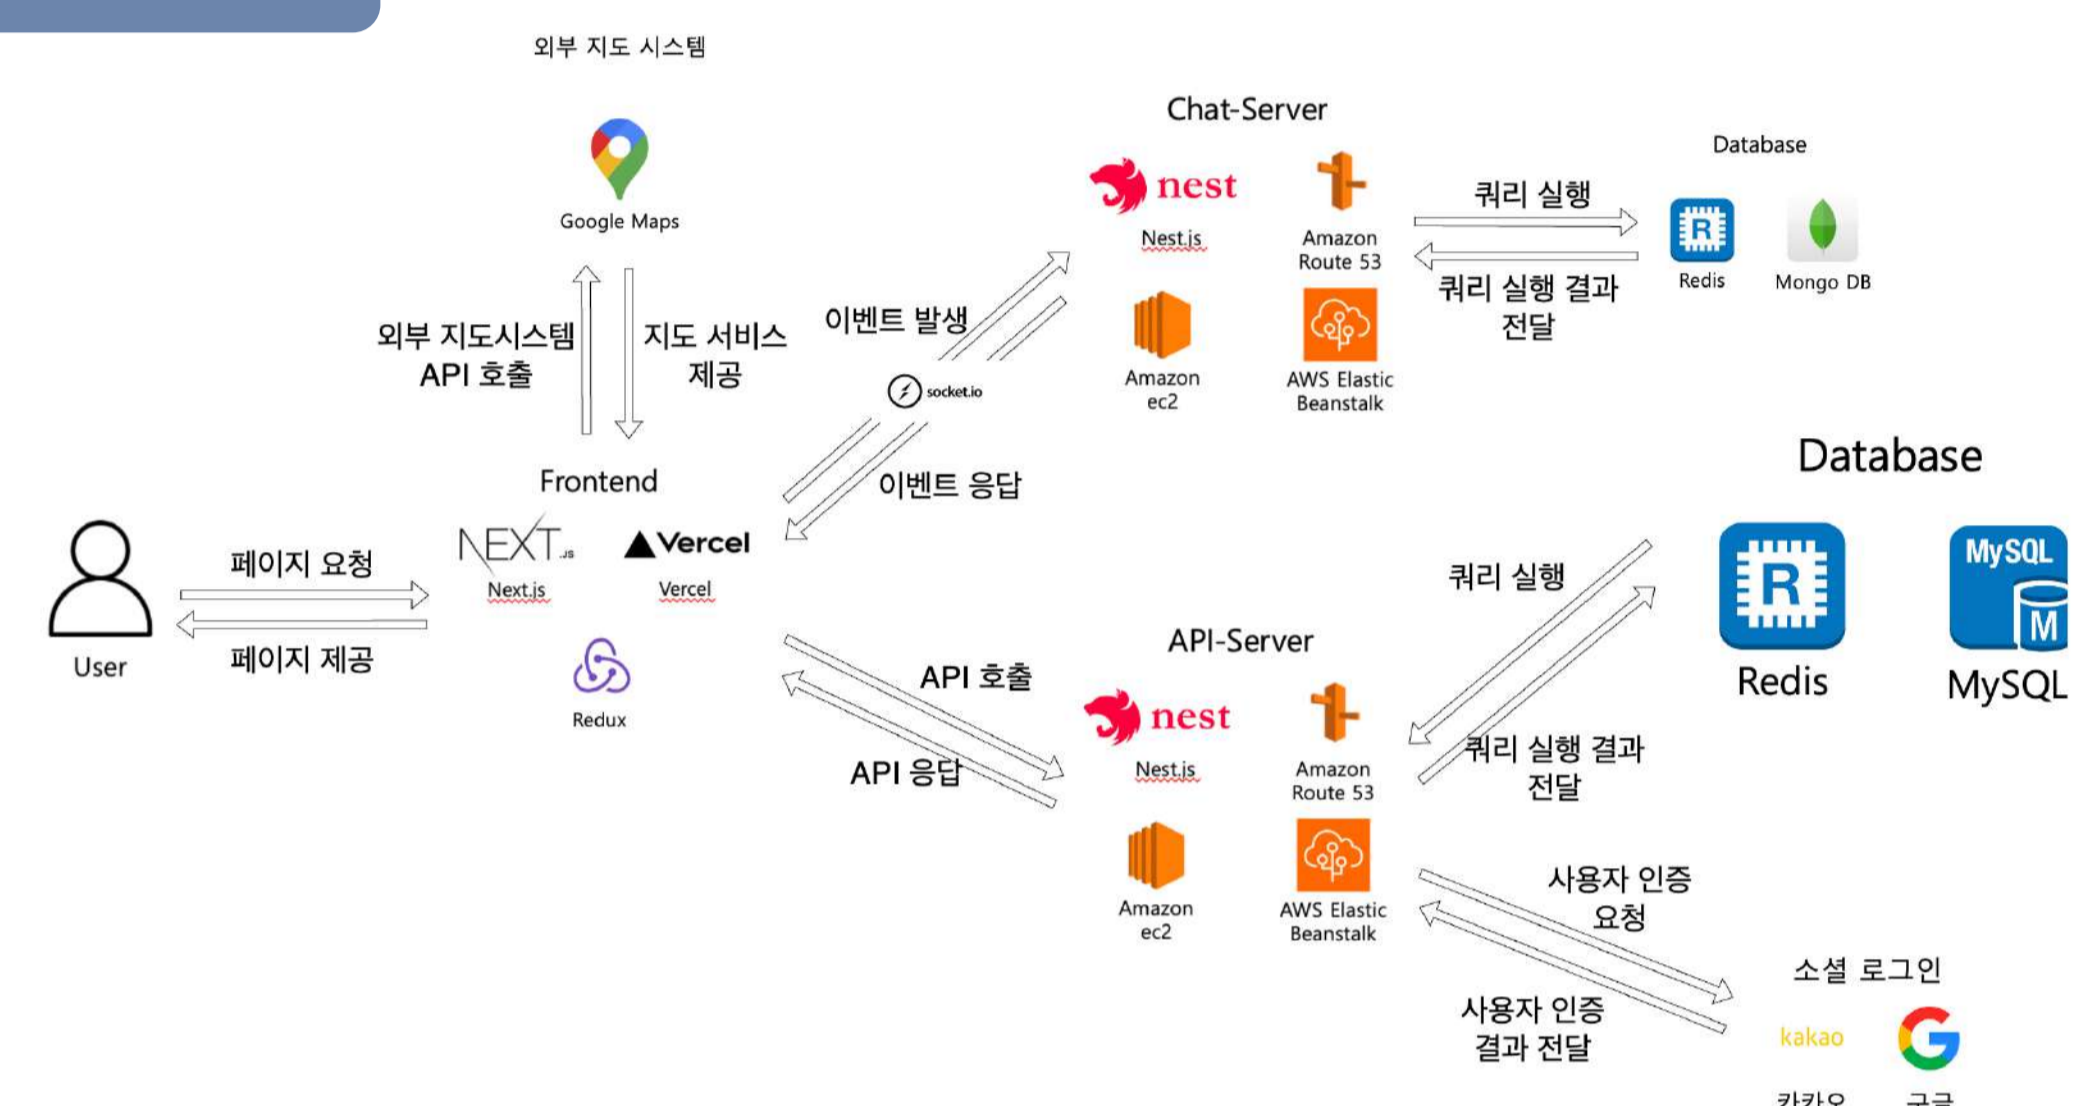 외부 지도 시스템
Google Maps
외부 지도시스템
API 호출
지도 서비스
제공
Frontend
NEXT.JS
Next.js
Vercel
Vercel
Redux
User
페이지 요청
페이지 제공
이벤트 발생
socket.io
이벤트 응답
Chat-Server
nest
Nest.js
Amazon
Route 53
Amazon
ec2
AWS Elastic
Beanstalk
쿼리 실행
쿼리 실행 결과
전달
Database
R
Redis
Mongo DB
API 호출
API 응답
API-Server
nest
Nest.js
Amazon
Route 53
Amazon
ec2
AWS Elastic
Beanstalk
쿼리 실행
쿼리 실행 결과
전달
Database
R
Redis
MySQL
M
MySQL
사용자 인증
요청
사용자 인증
결과 전달
소셜 로그인
kakao
G
카카오
구글